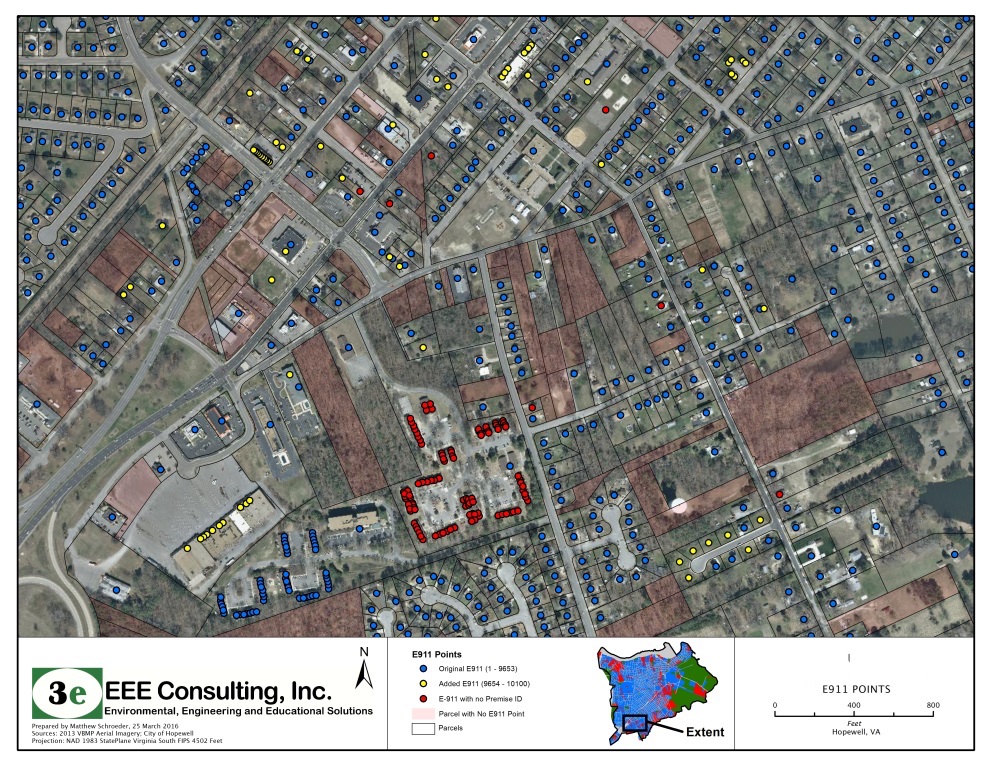 3e EEE Consulting, Inc.
Environmental, Engineering and Educational Solutions
Prepared by Matthew Schroeder, 25 March 2016
Sources: 2013 VBMP Aerial Imagery; City of Hopewell
Projection: NAD 1983 StatePlane Virginia South FIPS 4502 Feet
N
E911 Points
Original E911 (1 - 9653)
Added E911 (9654 - 10100)
E-911 with no Premise ID
Parcel with No E911 Point
Parcels
Extent
E911 POINTS
0 400 800
Feet
Hopewell, VA